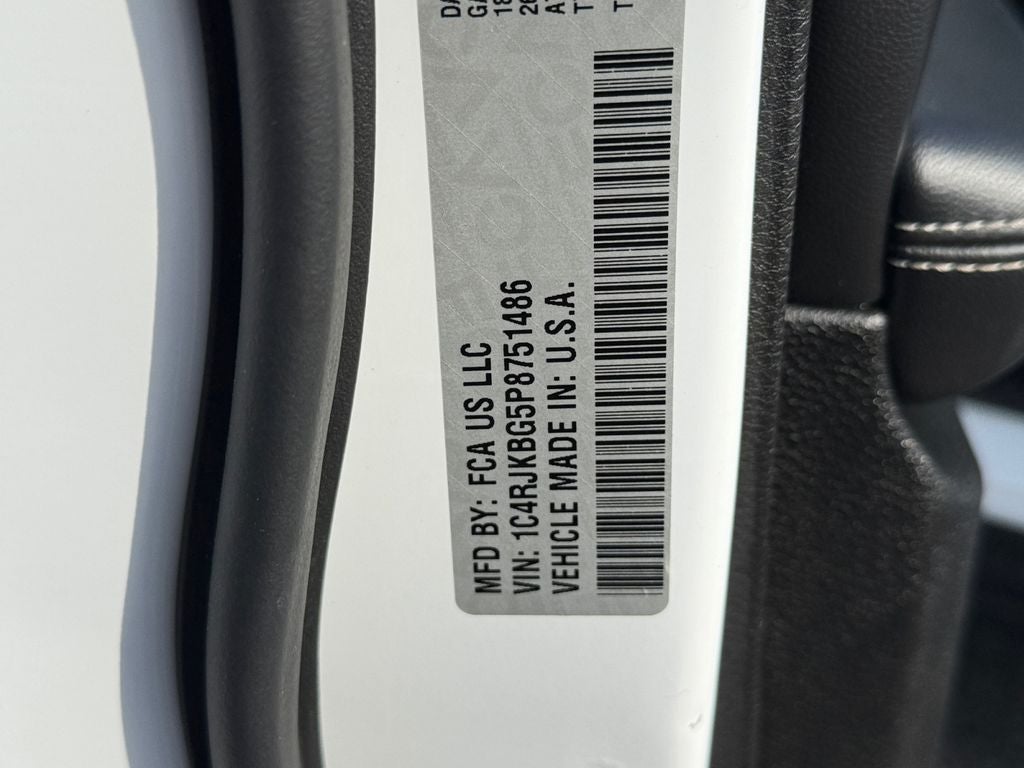 MFD BY: FCA US LLC
VIN: 1C4RJKBG5P8751486
VEHICLE MADE IN: U.S.A.